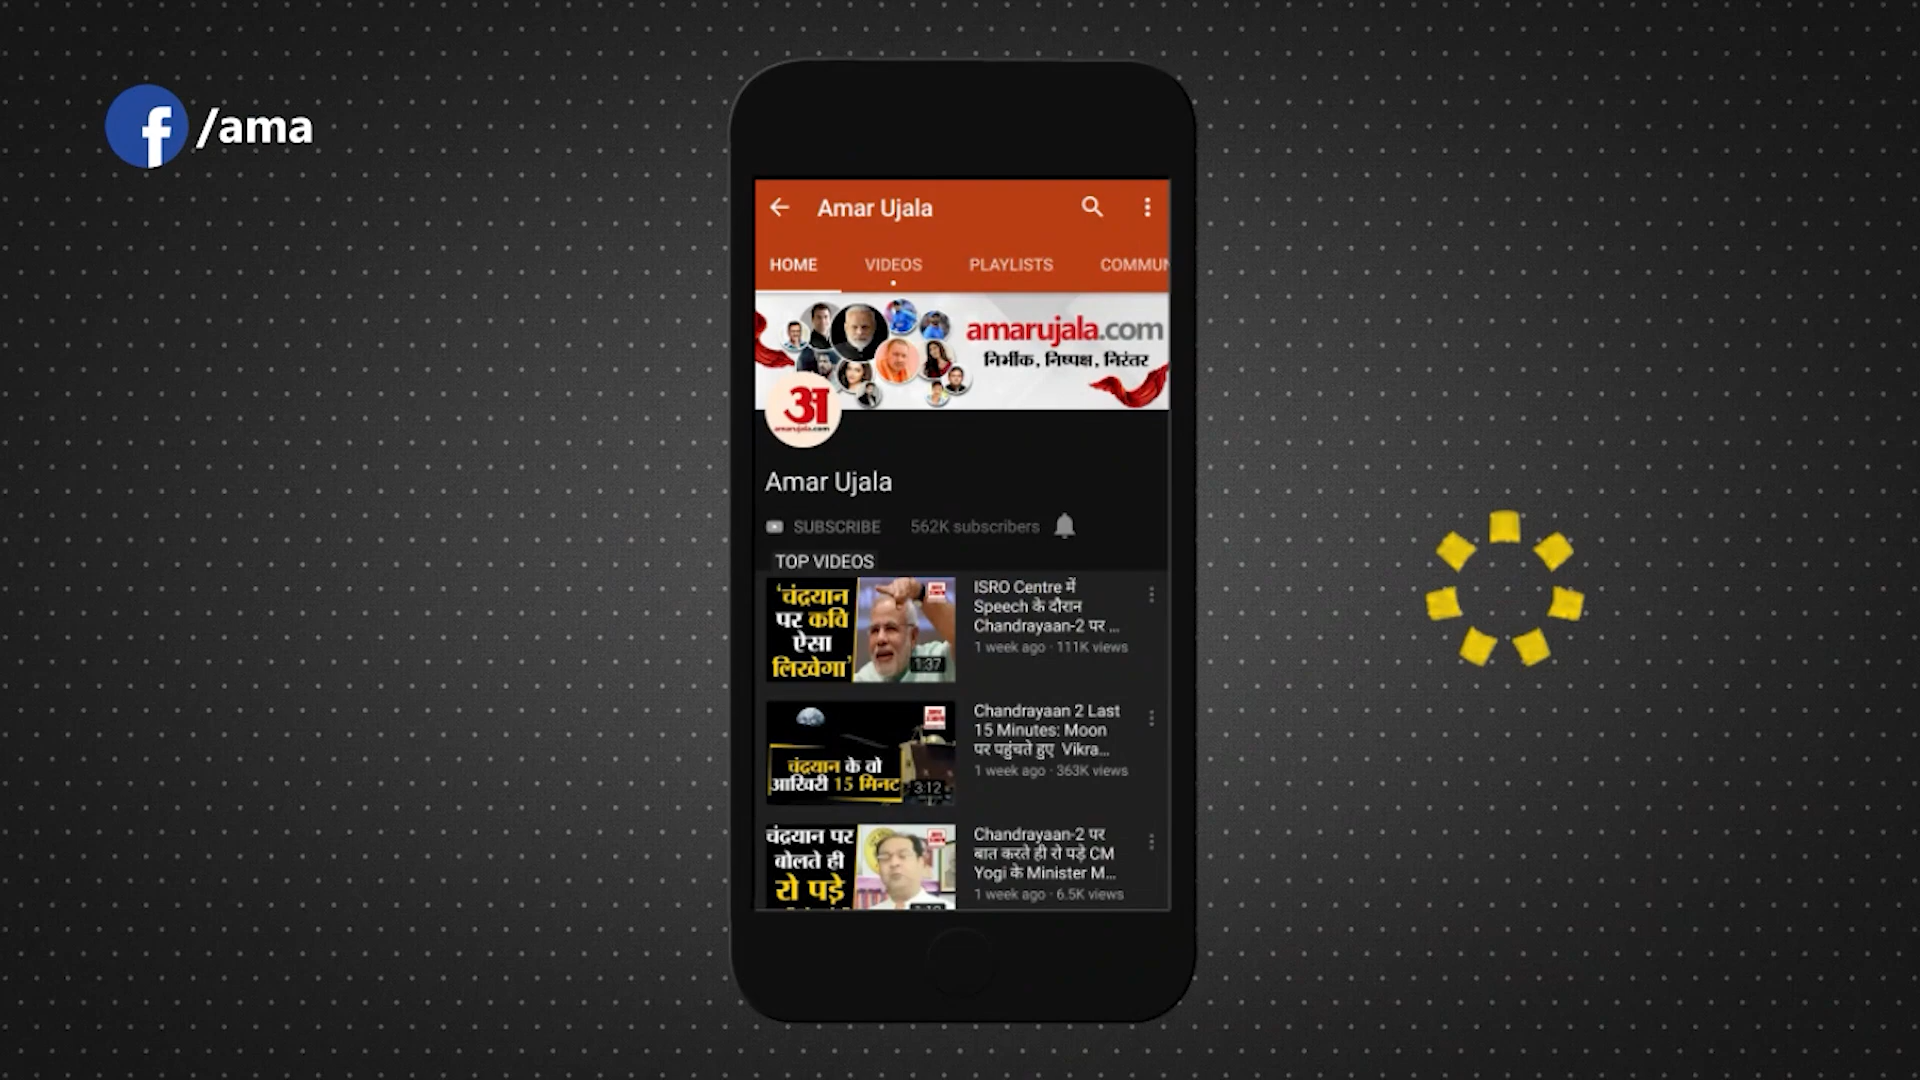 /ama
Amar Ujala
HOME VIDEOS PLAYLISTS COMMUN
amarujala.com
निर्भीक, निष्पक्ष, निरंतर
अ
amarujala.com
Amar Ujala
SUBSCRIBE 562K subscribers
TOP VIDEOS
'चंद्रयान
पर कवि
ऐसा
लिखेगा'
1:37
ISRO Centre में
Speech के दौरान
Chandrayaan-2 पर ...
1 week ago · 111K views
चंद्रयान के वो
आखिरी 15 मिनट
3:12
Chandrayaan 2 Last
15 Minutes: Moon
पर पहुंचते हुए Vikra...
1 week ago · 363K views
चंद्रयान पर
बोलते ही
रो पड़े
Chandrayaan-2 पर
बात करते ही रो पड़े CM
Yogi के Minister M...
1 week ago · 6.5K views